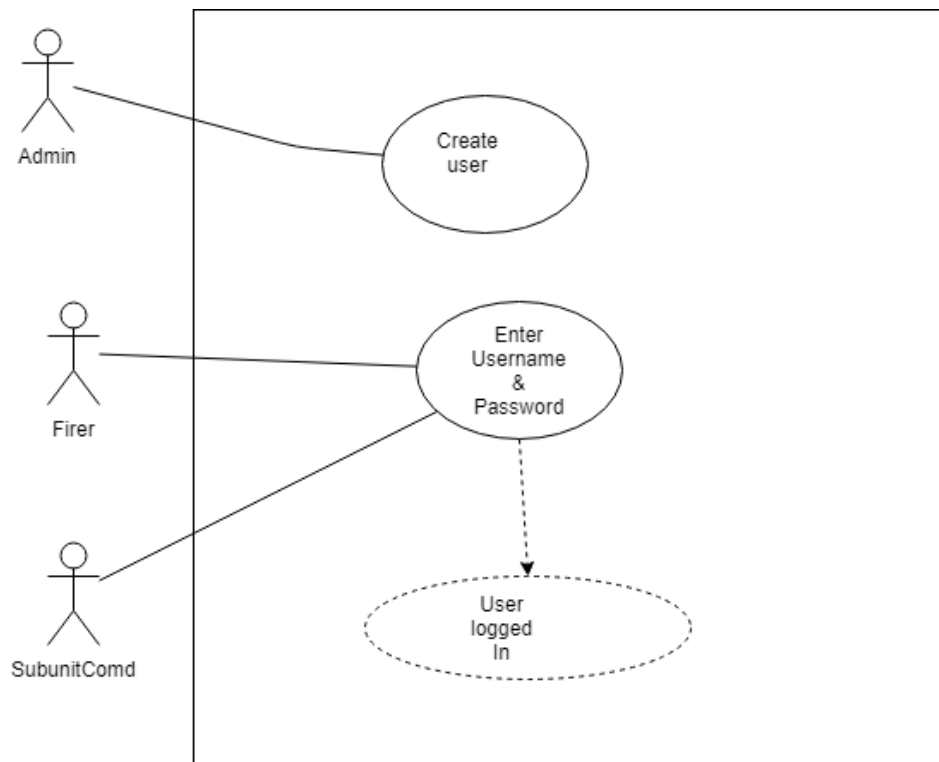 Admin
Create
user
Firer
Enter
Username
&
Password
SubunitComd
User
logged
In